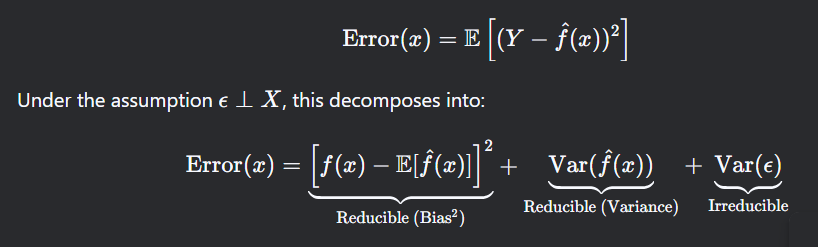 Error(x) = 𝔼 [(Y − f̂(x))²]
Under the assumption ϵ ⊥ X, this decomposes into:
Error(x) = [f(x) − 𝔼[f̂(x)]]² + Var(f̂(x)) + Var(ϵ)
Reducible (Bias²) Reducible (Variance) Irreducible